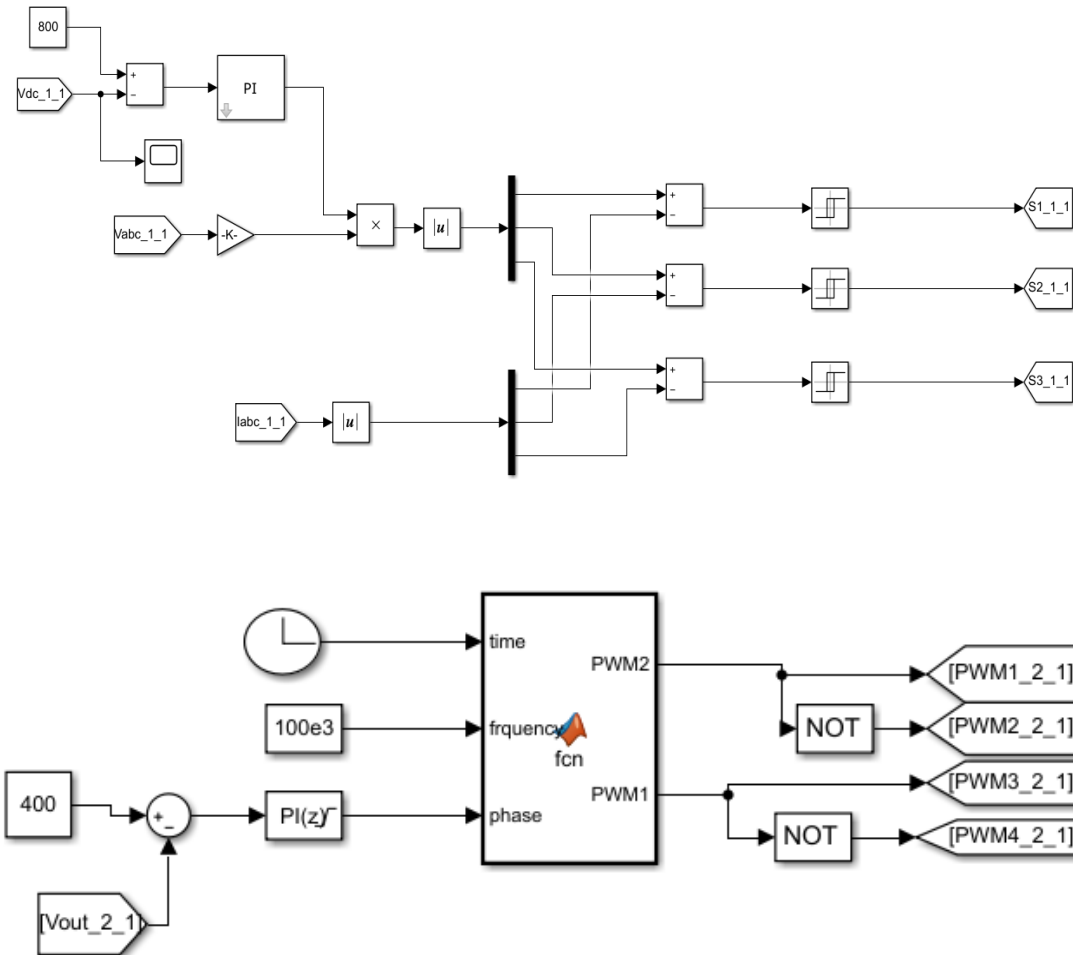 800
+
−
Vdc_1_1
PI
Vabc_1_1
-K-
×
|u|
+
−
S1_1_1
+
−
S2_1_1
+
−
S3_1_1
Iabc_1_1
|u|
time
PWM2
[PWM1_2_1]
100e3
frquency
NOT
[PWM2_2_1]
fcn
400
+
−
PI(z)
phase
PWM1
[PWM3_2_1]
NOT
[PWM4_2_1]
[Vout_2_1]